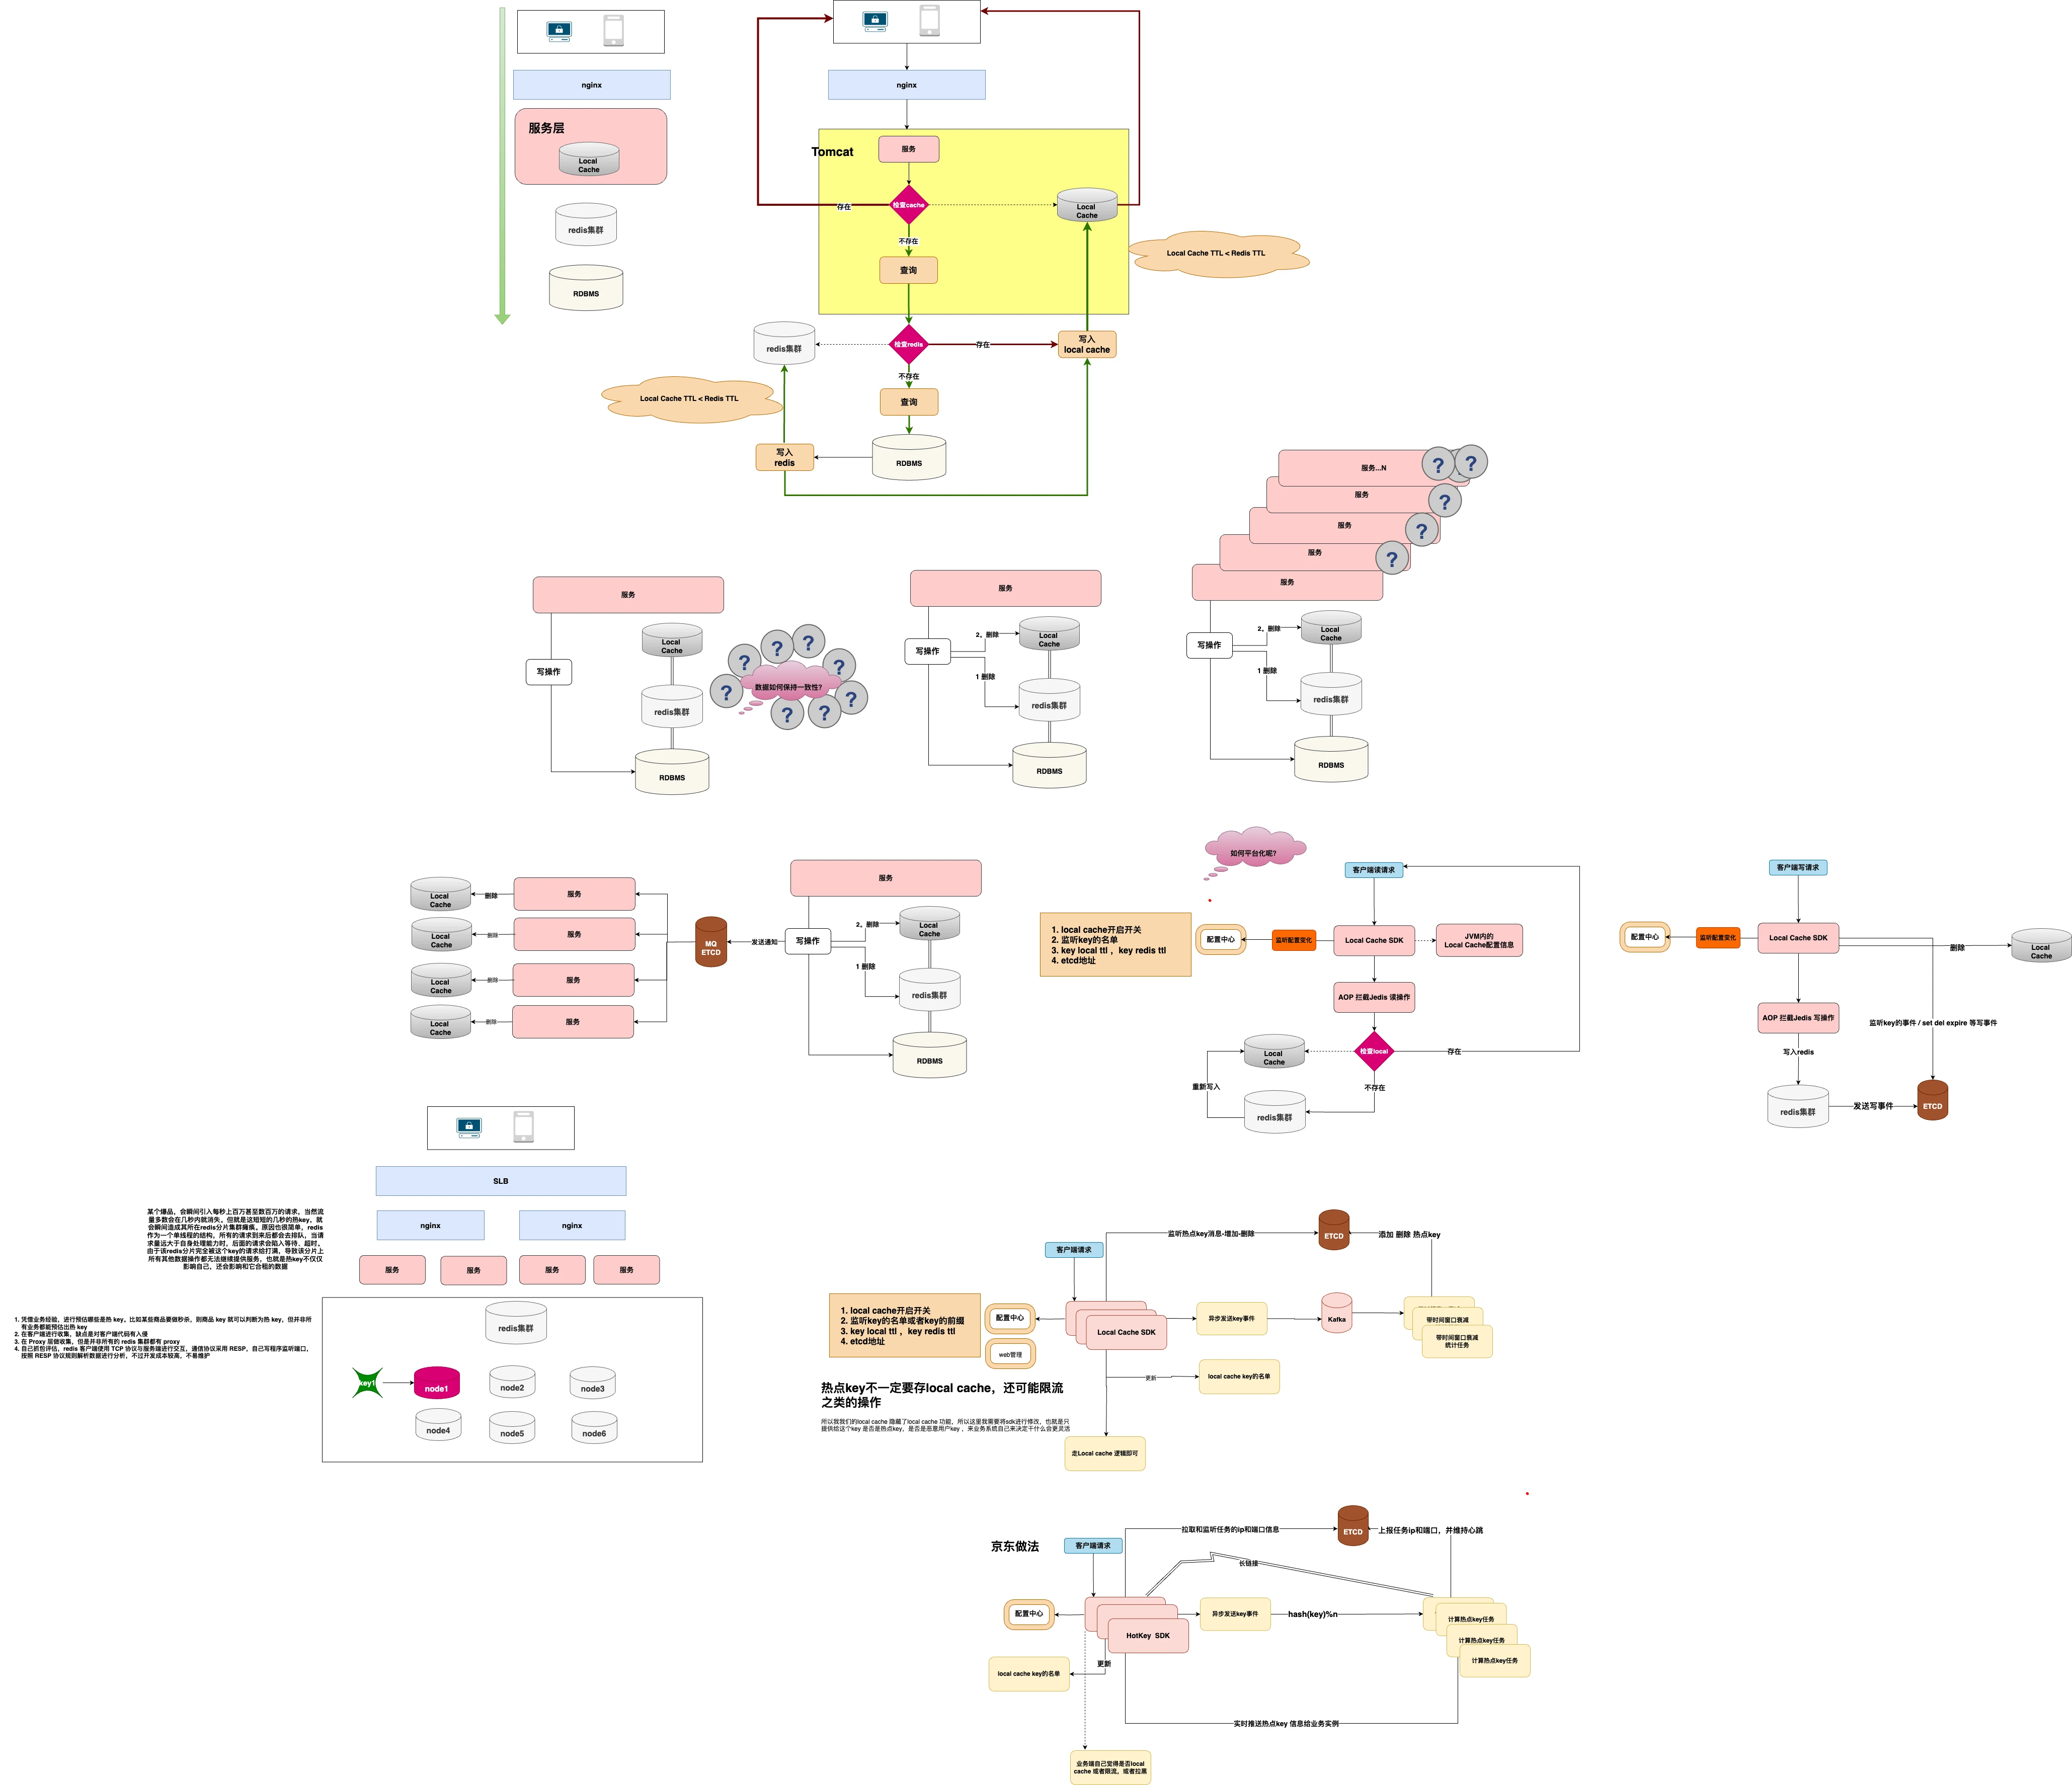 nginx
服务层
Local
Cache
redis集群
RDBMS
nginx
Tomcat
服务
检查cache
存在
Local
Cache
不存在
查询
Local Cache TTL < Redis TTL
redis集群
检查redis
存在
写入
local cache
不存在
查询
Local Cache TTL < Redis TTL
写入
redis
RDBMS
服务
写操作
Local
Cache
redis集群
RDBMS
?
?
?
?
?
?
?
?
数据如何保持一致性?
服务
写操作
2，删除
Local
Cache
1 删除
redis集群
RDBMS
服务...N
?
?
服务
?
服务
?
服务
?
服务
写操作
2，删除
Local
Cache
1 删除
redis集群
RDBMS
Local
Cache
删除
服务
Local
Cache
删除
服务
Local
Cache
删除
服务
Local
Cache
删除
服务
MQ
ETCD
发送通知
服务
写操作
2，删除
Local
Cache
1 删除
redis集群
RDBMS
如何平台化呢?
客户端读请求
1. local cache开启开关
2. 监听key的名单
3. key local ttl ，key redis ttl
4. etcd地址
配置中心
监听配置变化
Local Cache SDK
JVM内的
Local Cache配置信息
AOP 拦截Jedis 读操作
检查local
存在
Local
Cache
重新写入
不存在
redis集群
客户端写请求
配置中心
监听配置变化
Local Cache SDK
删除
Local
Cache
AOP 拦截Jedis 写操作
监听key的事件 / set del expire 等写事件
写入redis
redis集群
发送写事件
ETCD
SLB
nginx
nginx
服务
服务
服务
服务
某个爆品，会瞬间引入每秒上百万甚至数百万的请求，当然流
量多数会在几秒内就消失。但就是这短短的几秒的热key，就
会瞬间造成其所在redis分片集群瘫痪。原因也很简单，redis
作为一个单线程的结构，所有的请求到来后都会去排队，当请
求量远大于自身处理能力时，后面的请求会陷入等待、超时。
由于该redis分片完全被这个key的请求给打满，导致该分片上
所有其他数据操作都无法继续提供服务，也就是热key不仅仅
影响自己，还会影响和它合租的数据
1. 凭借业务经验，进行预估哪些是热 key。比如某些商品要做秒杀，则商品 key 就可以判断为热 key。但并非所
有业务都能预估出热 key
2. 在客户端进行收集，缺点是对客户端代码有入侵
3. 在 Proxy 层做收集，但是并非所有的 redis 集群都有 proxy
4. 自己抓包评估，redis 客户端使用 TCP 协议与服务端进行交互，通信协议采用 RESP，自己写程序监听端口，
按照 RESP 协议规则解析数据进行分析，不过开发成本较高，不易维护
redis集群
key1
node1
node2
node3
node4
node5
node6
监听热点key消息-增加-删除
ETCD
添加 删除 热点key
客户端请求
1. local cache开启开关
2. 监听key的名单或者key的前缀
3. key local ttl ，key redis ttl
4. etcd地址
配置中心
web管理
Local Cache SDK
异步发送key事件
Kafka
带时间窗口衰减
带时间窗口衰减
统计任务
更新
local cache key的名单
热点key不一定要存local cache，还可能限流
之类的操作
所以我我们的local cache 隐藏了local cache 功能，所以这里我需要将sdk进行修改，也就是只
提供给这个key 是否是热点key，是否是恶意用户key ，来业务系统自己来决定干什么会更灵活
走Local cache 逻辑即可
京东做法
客户端请求
拉取和监听任务的ip和端口信息
ETCD
上报任务ip和端口，并维持心跳
长链接
配置中心
HotKey SDK
异步发送key事件
hash(key)%n
计算热点key任务
计算热点key任务
计算热点key任务
更新
local cache key的名单
实时推送热点key 信息给业务实例
业务端自己觉得是否local
cache 或者限流，或者拉黑